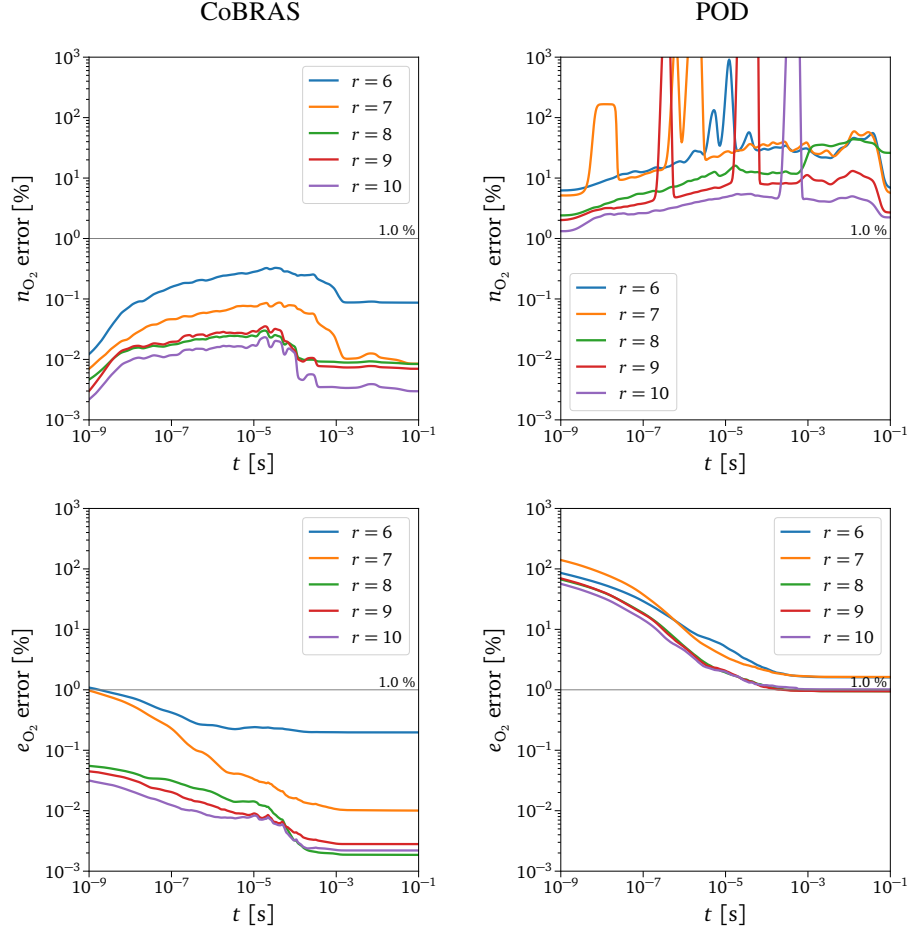 CoBRAS
POD
10³
10²
10¹
10⁰
10⁻¹
10⁻²
10⁻³
n_O₂ error [%]
r = 6
r = 7
r = 8
r = 9
r = 10
1.0 %
10⁻⁹
10⁻⁷
10⁻⁵
10⁻³
10⁻¹
t [s]
10³
10²
10¹
10⁰
10⁻¹
10⁻²
10⁻³
n_O₂ error [%]
1.0 %
r = 6
r = 7
r = 8
r = 9
r = 10
10⁻⁹
10⁻⁷
10⁻⁵
10⁻³
10⁻¹
t [s]
10³
10²
10¹
10⁰
10⁻¹
10⁻²
10⁻³
e_O₂ error [%]
r = 6
r = 7
r = 8
r = 9
r = 10
1.0 %
10⁻⁹
10⁻⁷
10⁻⁵
10⁻³
10⁻¹
t [s]
10³
10²
10¹
10⁰
10⁻¹
10⁻²
10⁻³
e_O₂ error [%]
r = 6
r = 7
r = 8
r = 9
r = 10
1.0 %
10⁻⁹
10⁻⁷
10⁻⁵
10⁻³
10⁻¹
t [s]